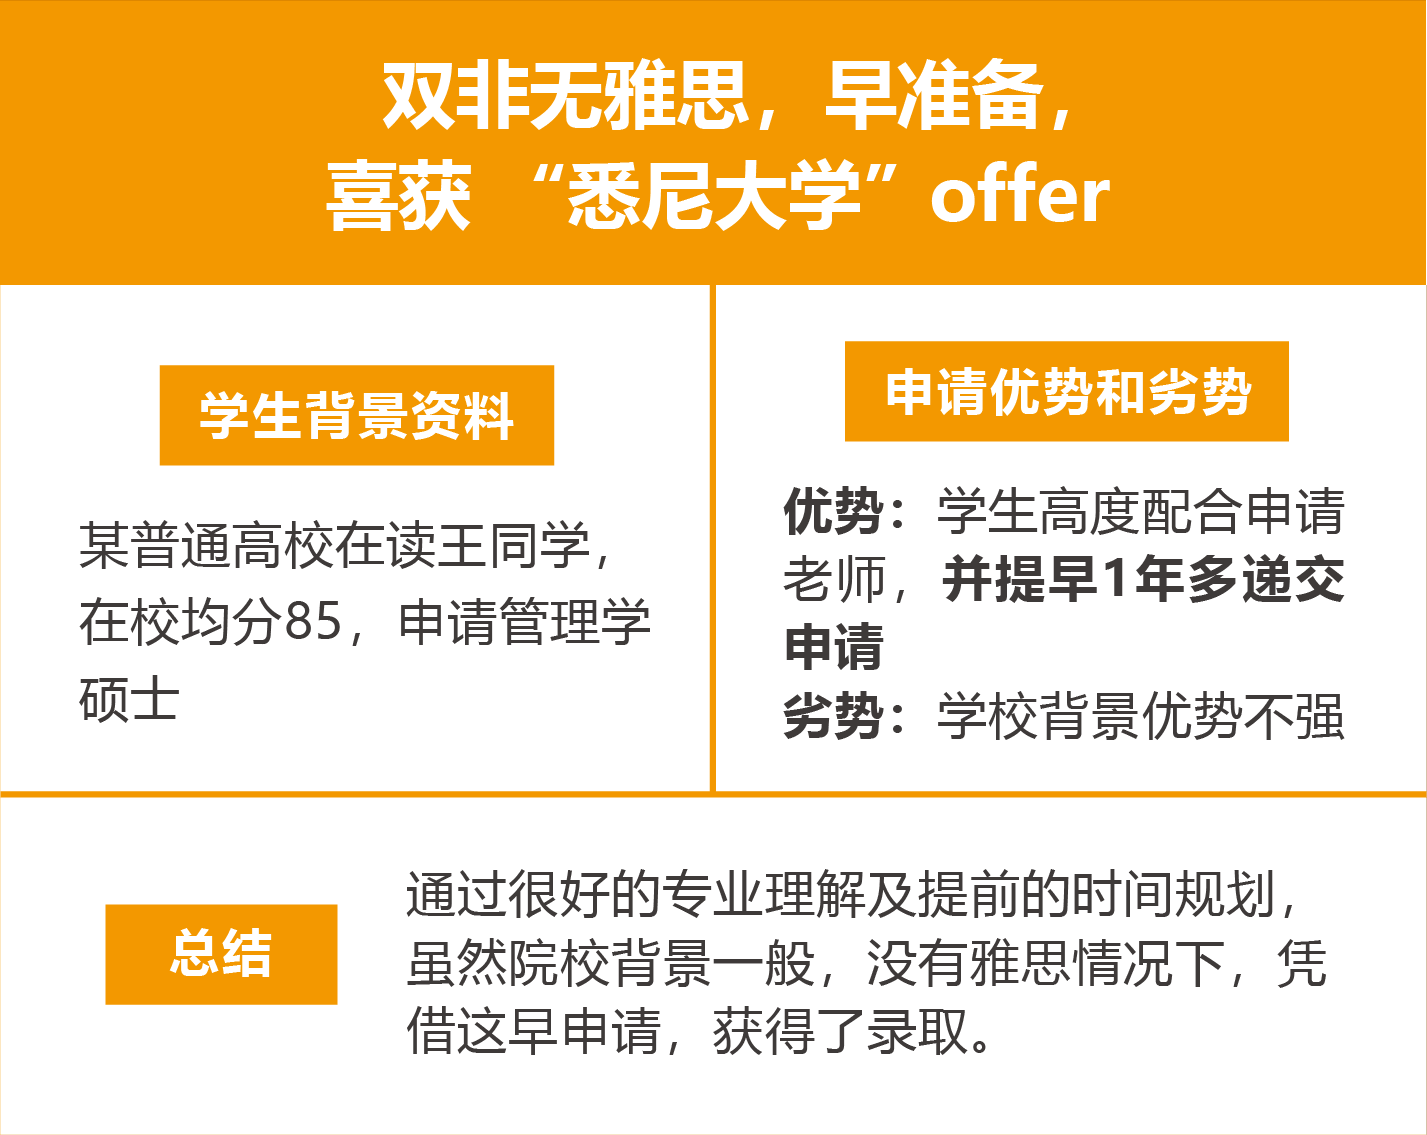 双非无雅思，早准备，
喜获 “悉尼大学”offer
学生背景资料
某普通高校在读王同学，
在校均分85，申请管理学
硕士
申请优势和劣势
优势：学生高度配合申请
老师，并提早1年多递交
申请
劣势：学校背景优势不强
总结
通过很好的专业理解及提前的时间规划，
虽然院校背景一般，没有雅思情况下，凭
借这早申请，获得了录取。